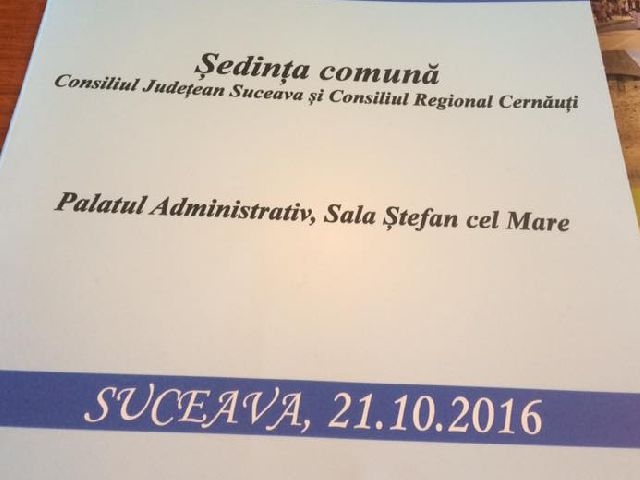 Ședința comună
Consiliul Județean Suceava și Consiliul Regional Cernăuți
Palatul Administrativ, Sala Ștefan cel Mare
SUCEAVA, 21.10.2016